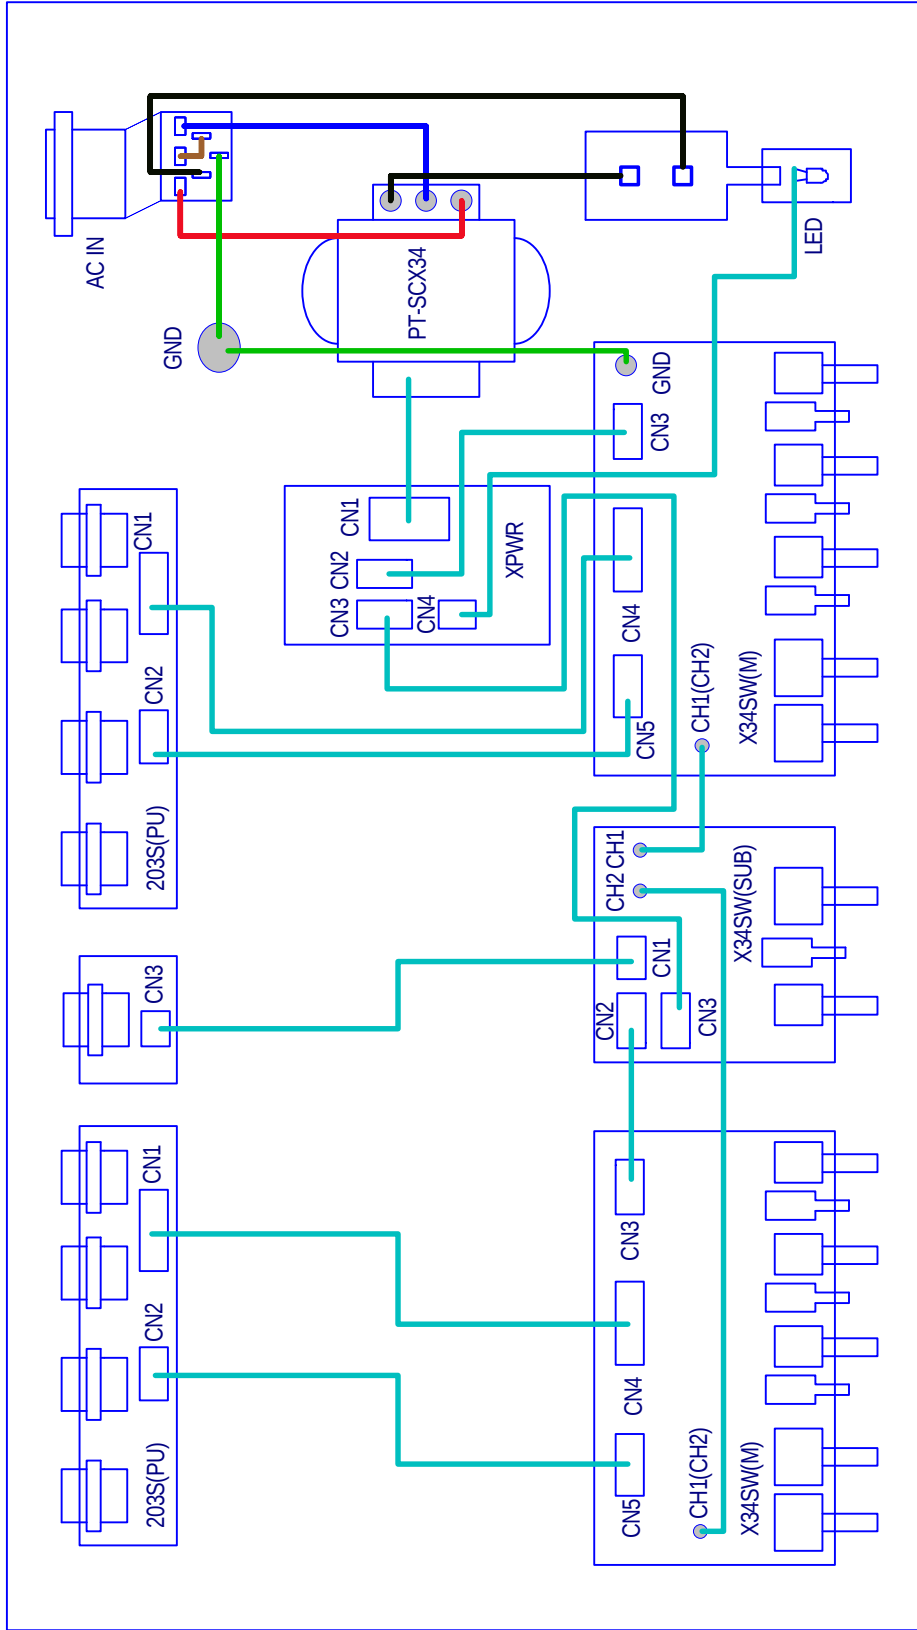 AC IN
GND
PT-SCX34
LED
GND
CN3
CN4
CN5
CH1(CH2)
X34SW(M)
CN1
CN2
CN3
CN4
XPWR
CN1
CN2
203S(PU)
CH1
CH2
CN1
CN2
CN3
X34SW(SUB)
CN3
CN1
CN2
203S(PU)
CN3
CN4
CN5
CH1(CH2)
X34SW(M)